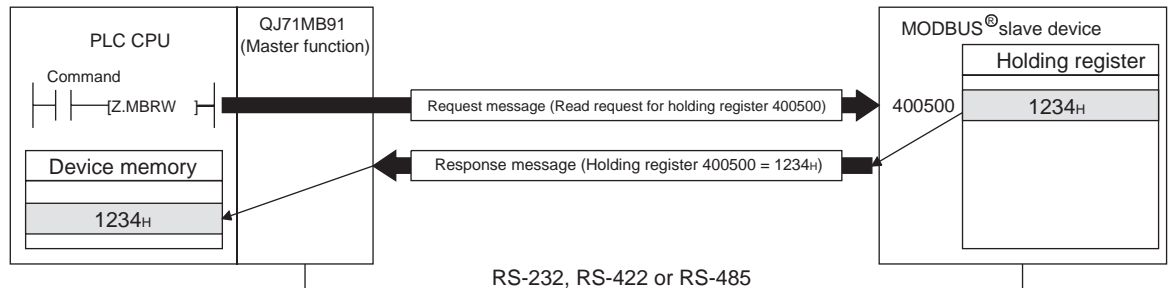 PLC CPU
QJ71MB91
(Master function)
MODBUS® slave device
Holding register
Command
[Z.MBRW ]
Request message (Read request for holding register 400500)
400500
1234H
Response message (Holding register 400500 = 1234H)
Device memory
1234H
RS-232, RS-422 or RS-485